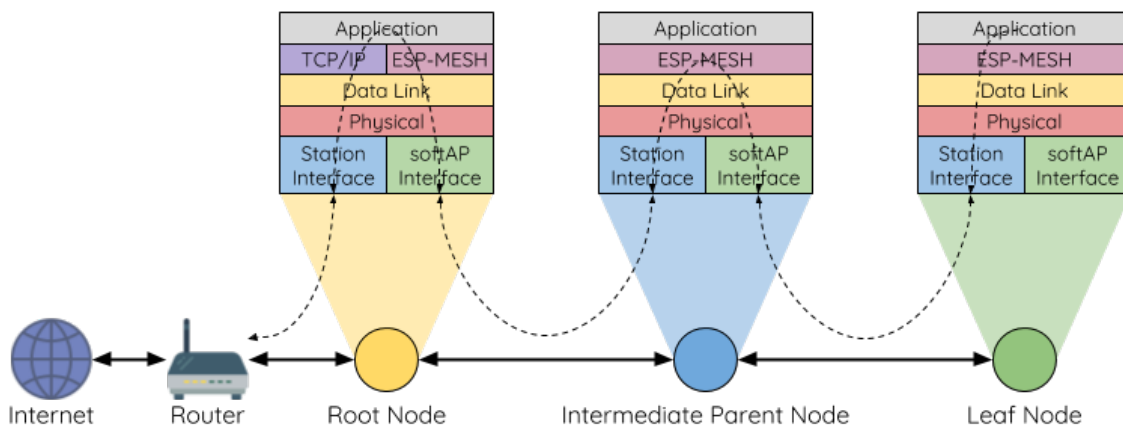 Application Application Application
TCP/IP ESP-MESH ESP-MESH ESP-MESH
Data Link Data Link Data Link
Physical Physical Physical
Station softAP Station softAP Station softAP
Interface Interface Interface Interface Interface Interface
Internet Router Root Node Intermediate Parent Node Leaf Node